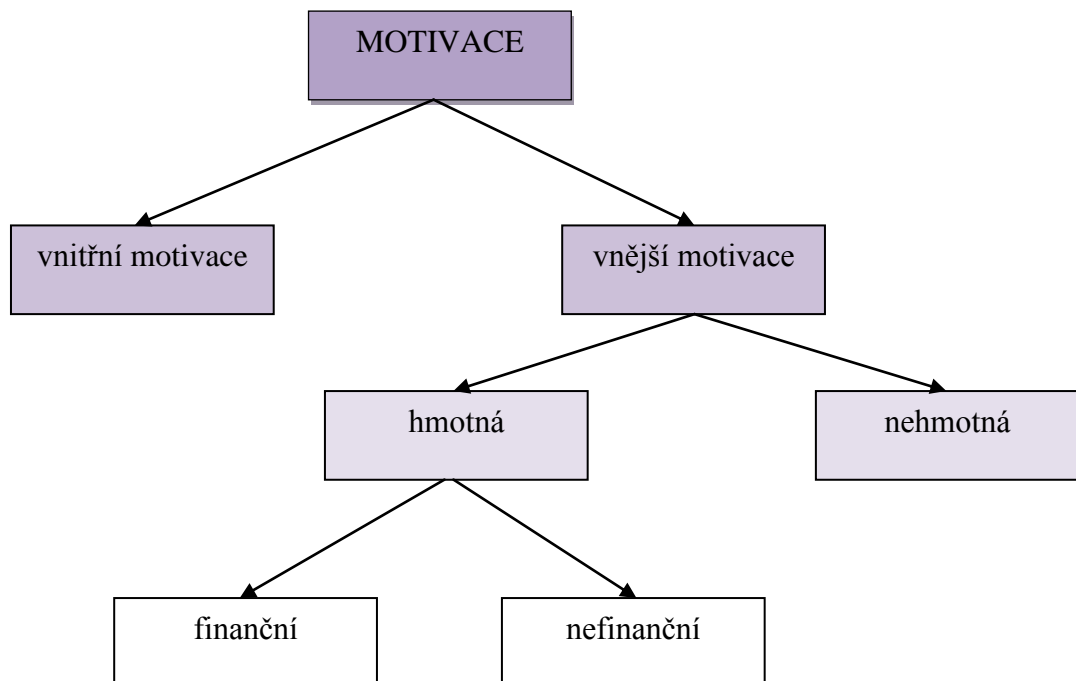 MOTIVACE
vnitřní motivace
vnější motivace
hmotná
nehmotná
finanční
nefinanční